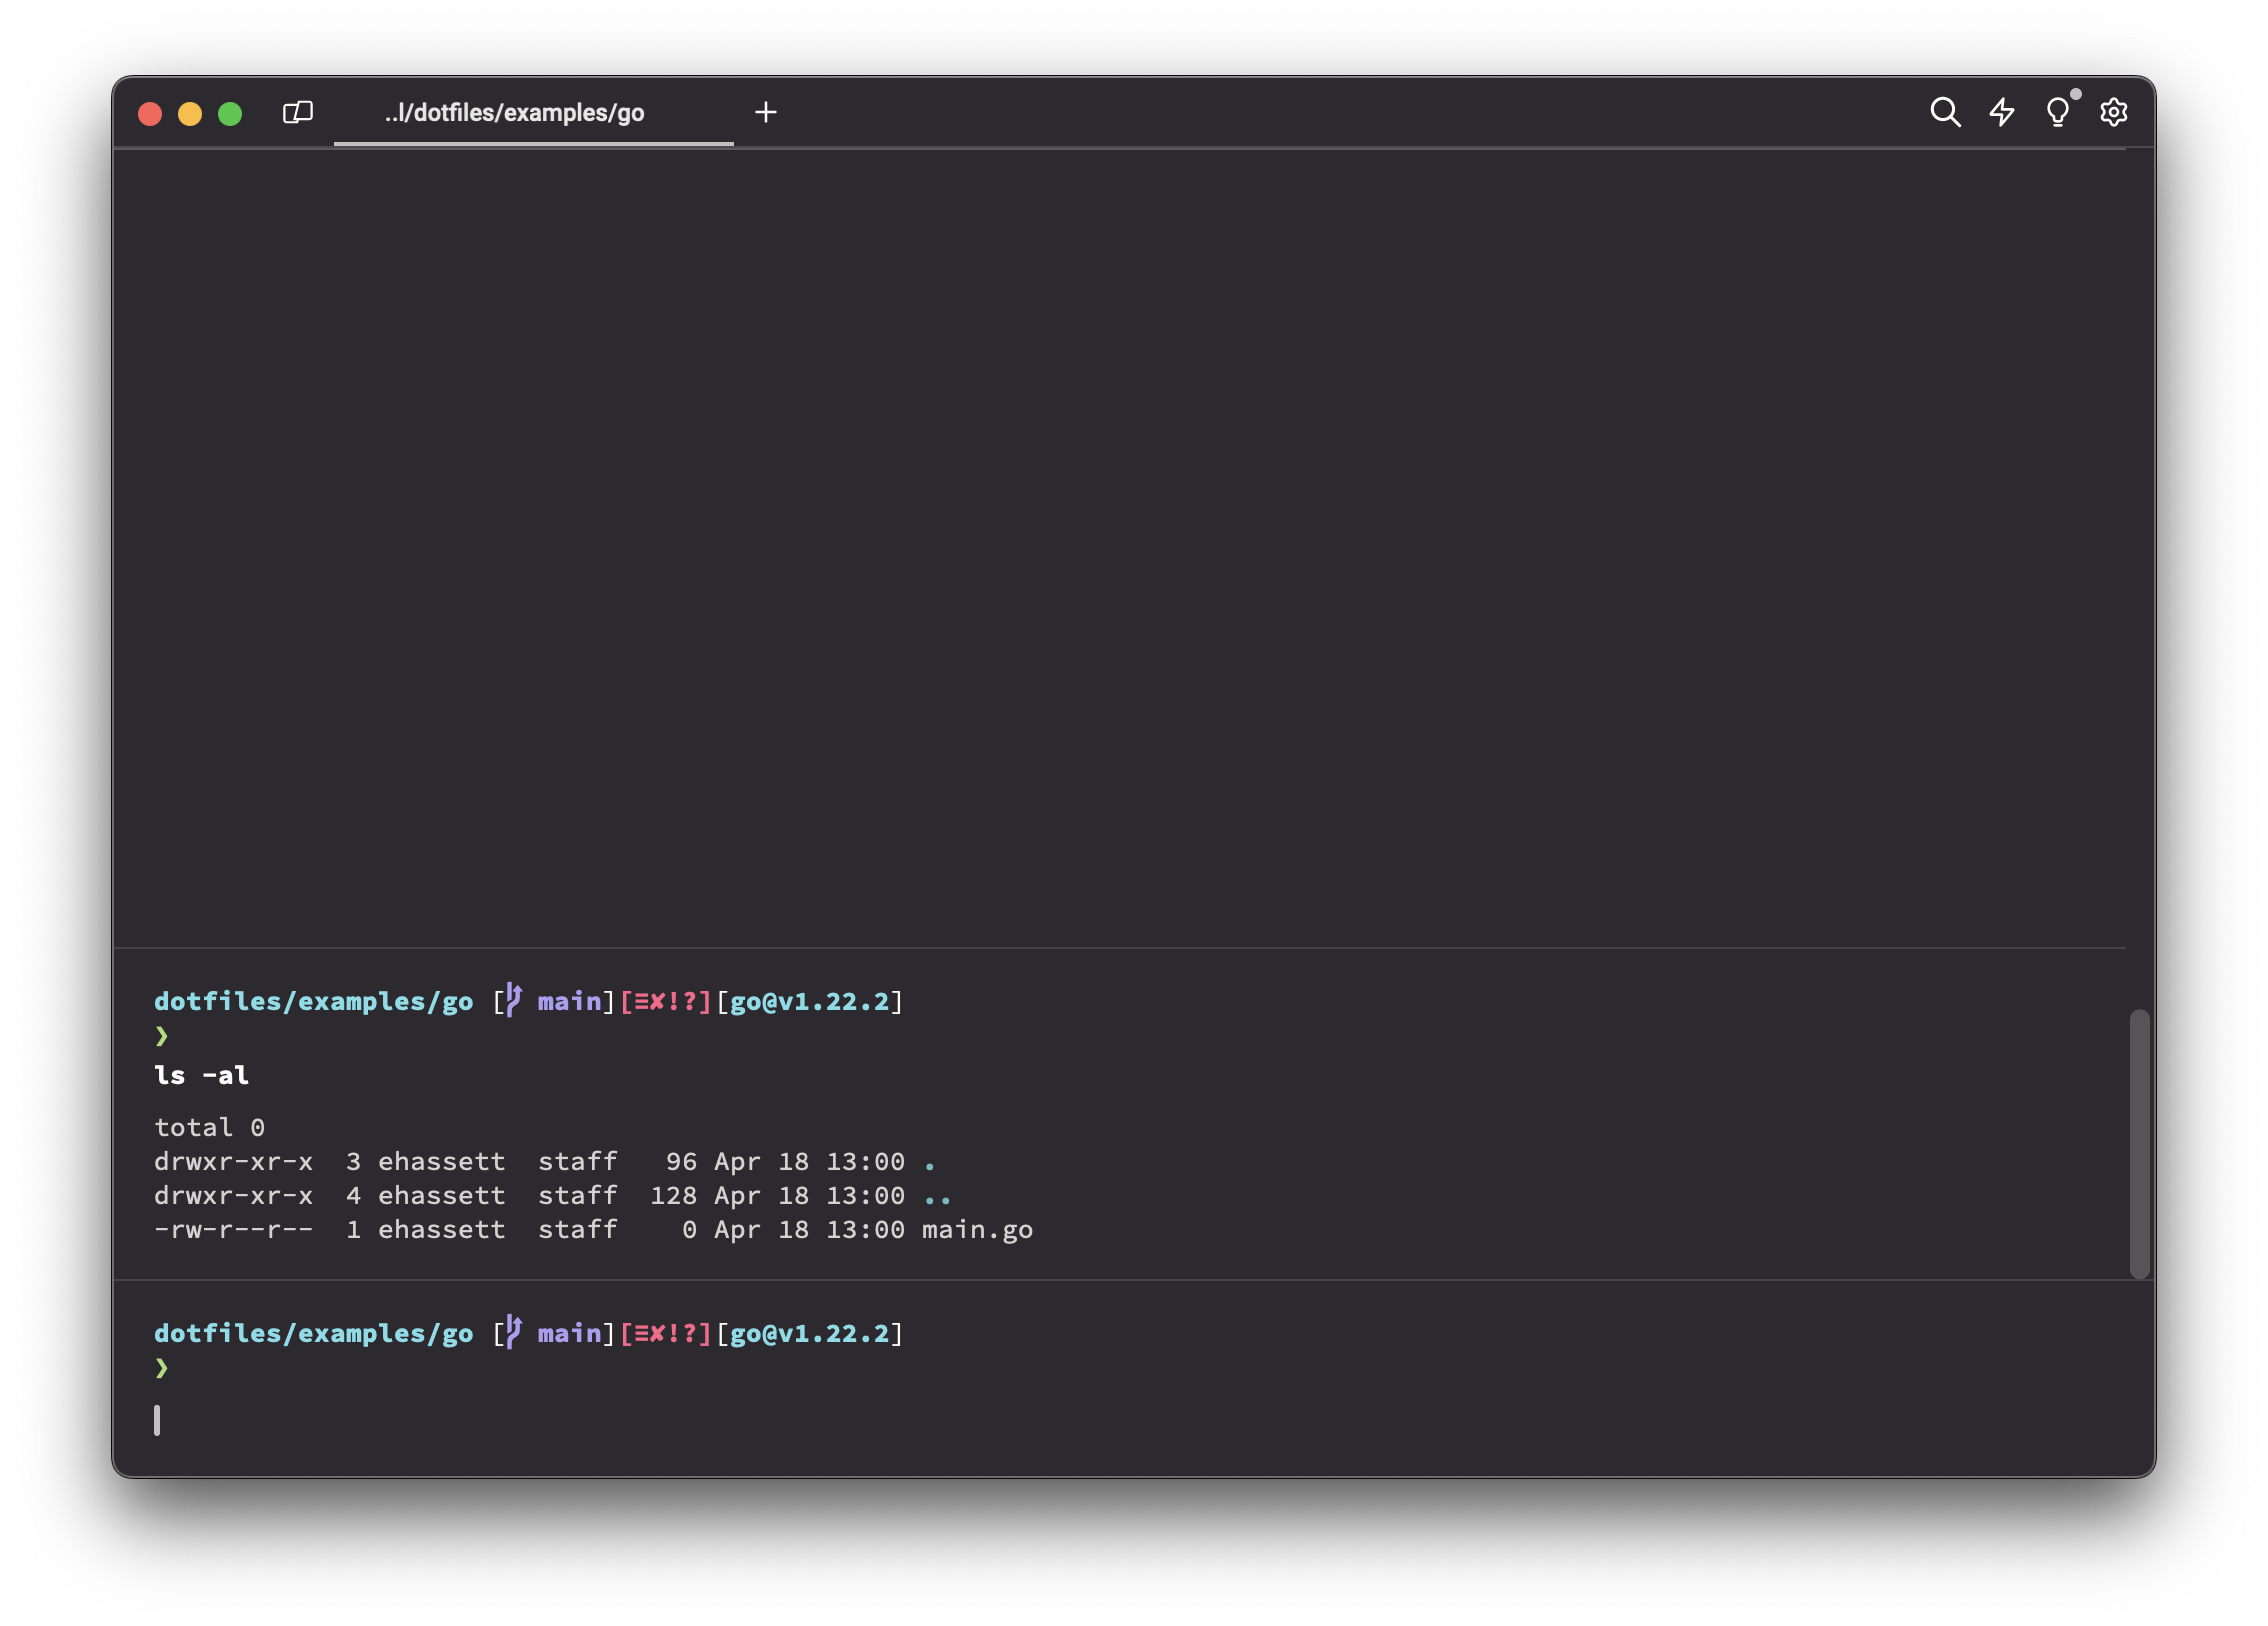 ..l/dotfiles/examples/go
dotfiles/examples/go [ main][≡✘!?][go@v1.22.2]
❯
ls -al
total 0
drwxr-xr-x  3 ehassett  staff   96 Apr 18 13:00 .
drwxr-xr-x  4 ehassett  staff  128 Apr 18 13:00 ..
-rw-r--r--  1 ehassett  staff    0 Apr 18 13:00 main.go
dotfiles/examples/go [ main][≡✘!?][go@v1.22.2]
❯